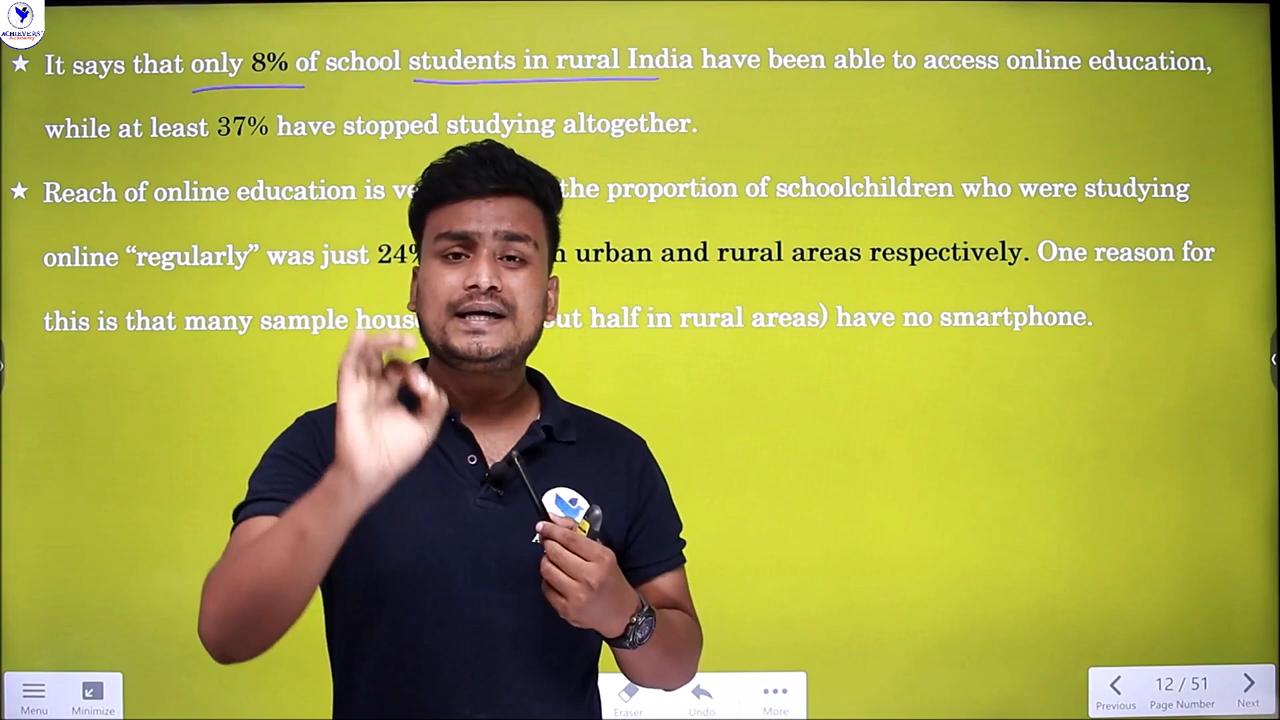 ACHIEVERS'
Academy
★ It says that only 8% of school students in rural India have been able to access online education,
while at least 37% have stopped studying altogether.
★ Reach of online education is the proportion of schoolchildren who were studying
online “regularly” was just urban and rural areas respectively. One reason for
this is that many sample half in rural areas) have no smartphone.
Menu
Minimize
Eraser
Undo
More
Previous
12 / 51
Page Number
Next